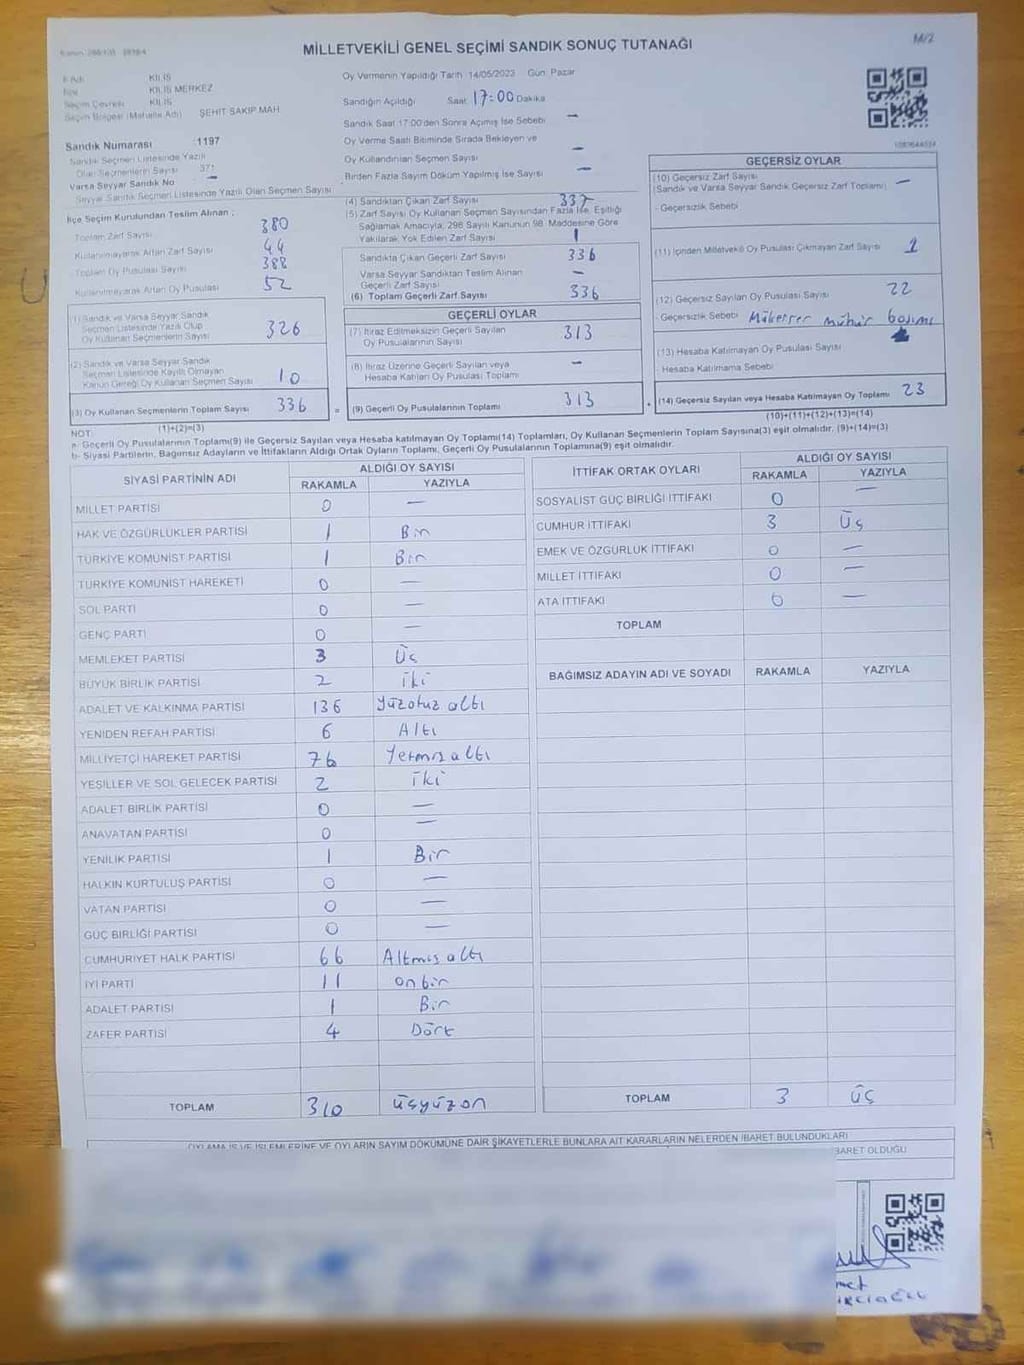 MİLLETVEKİLİ GENEL SEÇİMİ SANDIK SONUÇ TUTANAĞI
M/2
İl Adı KİLİS
İlçe KİLİS MERKEZ
Seçim Çevresi KİLİS
Seçim Bölgesi (Mahalle Adı) ŞEHİT SAKIP MAH
Sandık Numarası :1197
Sandık Seçmen Listesinde Yazılı
Olan Seçmenlerin Sayısı 371
Varsa Seyyar Sandık No —
Seyyar Sandık Seçmen Listesinde Yazılı Olan Seçmen Sayısı
Oy Vermenin Yapıldığı Tarih :14/05/2023 Gün: Pazar
Sandığın Açıldığı Saat 17:00 Dakika
Sandık Saat 17:00'den Sonra Açılmış İse Sebebi —
Oy Verme Saati Bitiminde Sırada Bekleyen ve
Oy Kullandırılan Seçmen Sayısı —
Birden Fazla Sayım Döküm Yapılmış İse Sayısı —
İlçe Seçim Kurulundan Teslim Alınan ;
Toplam Zarf Sayısı 380
Kullanılmayarak Artan Zarf Sayısı 44
Toplam Oy Pusulası Sayısı 388
Kullanılmayarak Artan Oy Pusulası 52
(4) Sandıktan Çıkan Zarf Sayısı 337
(5) Zarf Sayısı Oy Kullanan Seçmen Sayısından Fazla İse, Eşitliği
Sağlamak Amacıyla, 298 Sayılı Kanunun 98. Maddesine Göre
Yakılarak Yok Edilen Zarf Sayısı 1
Sandıkta Çıkan Geçerli Zarf Sayısı 336
Varsa Seyyar Sandıktan Teslim Alınan
Geçerli Zarf Sayısı —
(6) Toplam Geçerli Zarf Sayısı 336
GEÇERSİZ OYLAR
(10) Geçersiz Zarf Sayısı
(Sandık ve Varsa Seyyar Sandık Geçersiz Zarf Toplamı) —
- Geçersizlik Sebebi
(11) İçinden Milletvekili Oy Pusulası Çıkmayan Zarf Sayısı 1
(12) Geçersiz Sayılan Oy Pusulası Sayısı 22
- Geçersizlik Sebebi Mükerrer mühür basımı
(13) Hesaba Katılmayan Oy Pusulası Sayısı
- Hesaba Katılmama Sebebi
(14) Geçersiz Sayılan veya Hesaba Katılmayan Oy Toplamı 23
(10)+(11)+(12)+(13)=(14)
(1) Sandık ve Varsa Seyyar Sandık
Seçmen Listesinde Yazılı Olup
Oy Kullanan Seçmenlerin Sayısı 326
(2) Sandık ve Varsa Seyyar Sandık
Seçmen Listesinde Kayıtlı Olmayan
Kanun Gereği Oy Kullanan Seçmen Sayısı 10
(3) Oy Kullanan Seçmenlerin Toplam Sayısı 336
(1)+(2)=(3)
GEÇERLİ OYLAR
(7) İtiraz Edilmeksizin Geçerli Sayılan
Oy Pusulalarının Sayısı 313
(8) İtiraz Üzerine Geçerli Sayılan veya
Hesaba Katılan Oy Pusulası Toplamı —
= (9) Geçerli Oy Pusulalarının Toplamı 313 +
NOT:
a- Geçerli Oy Pusulalarının Toplamı(9) ile Geçersiz Sayılan veya Hesaba katılmayan Oy Toplamı(14) Toplamları, Oy Kullanan Seçmenlerin Toplam Sayısına(3) eşit olmalıdır. (9)+(14)=(3)
b- Siyasi Partilerin, Bağımsız Adayların ve İttifakların Aldığı Ortak Oyların Toplamı, Geçerli Oy Pusulalarının Toplamına(9) eşit olmalıdır.
SİYASİ PARTİNİN ADI ALDIĞI OY SAYISI
RAKAMLA YAZIYLA
MİLLET PARTİSİ 0 —
HAK VE ÖZGÜRLÜKLER PARTİSİ 1 Bir
TÜRKİYE KOMÜNİST PARTİSİ 1 Bir
TÜRKİYE KOMÜNİST HAREKETİ 0 —
SOL PARTİ 0 —
GENÇ PARTİ 0 —
MEMLEKET PARTİSİ 3 Üç
BÜYÜK BİRLİK PARTİSİ 2 İki
ADALET VE KALKINMA PARTİSİ 136 Yüzotuz altı
YENİDEN REFAH PARTİSİ 6 Altı
MİLLİYETÇİ HAREKET PARTİSİ 76 Yetmiş altı
YEŞİLLER VE SOL GELECEK PARTİSİ 2 İki
ADALET BİRLİK PARTİSİ 0 —
ANAVATAN PARTİSİ 0 —
YENİLİK PARTİSİ 1 Bir
HALKIN KURTULUŞ PARTİSİ 0 —
VATAN PARTİSİ 0 —
GÜÇ BİRLİĞİ PARTİSİ 0 —
CUMHURİYET HALK PARTİSİ 66 Altmış altı
İYİ PARTİ 11 onbir
ADALET PARTİSİ 1 Bir
ZAFER PARTİSİ 4 Dört
TOPLAM 310 üçyüzon
İTTİFAK ORTAK OYLARI ALDIĞI OY SAYISI
RAKAMLA YAZIYLA
SOSYALİST GÜÇ BİRLİĞİ İTTİFAKI 0 —
CUMHUR İTTİFAKI 3 Üç
EMEK VE ÖZGÜRLÜK İTTİFAKI 0 —
MİLLET İTTİFAKI 0 —
ATA İTTİFAKI 0 —
TOPLAM
BAĞIMSIZ ADAYIN ADI VE SOYADI RAKAMLA YAZIYLA
TOPLAM 3 üç
OYLAMA İŞ VE İŞLEMLERİNE VE OYLARIN SAYIM DÖKÜMÜNE DAİR ŞİKAYETLERLE BUNLARA AİT KARARLARIN NELERDEN İBARET BULUNDUKLARI
BARET OLDUĞU